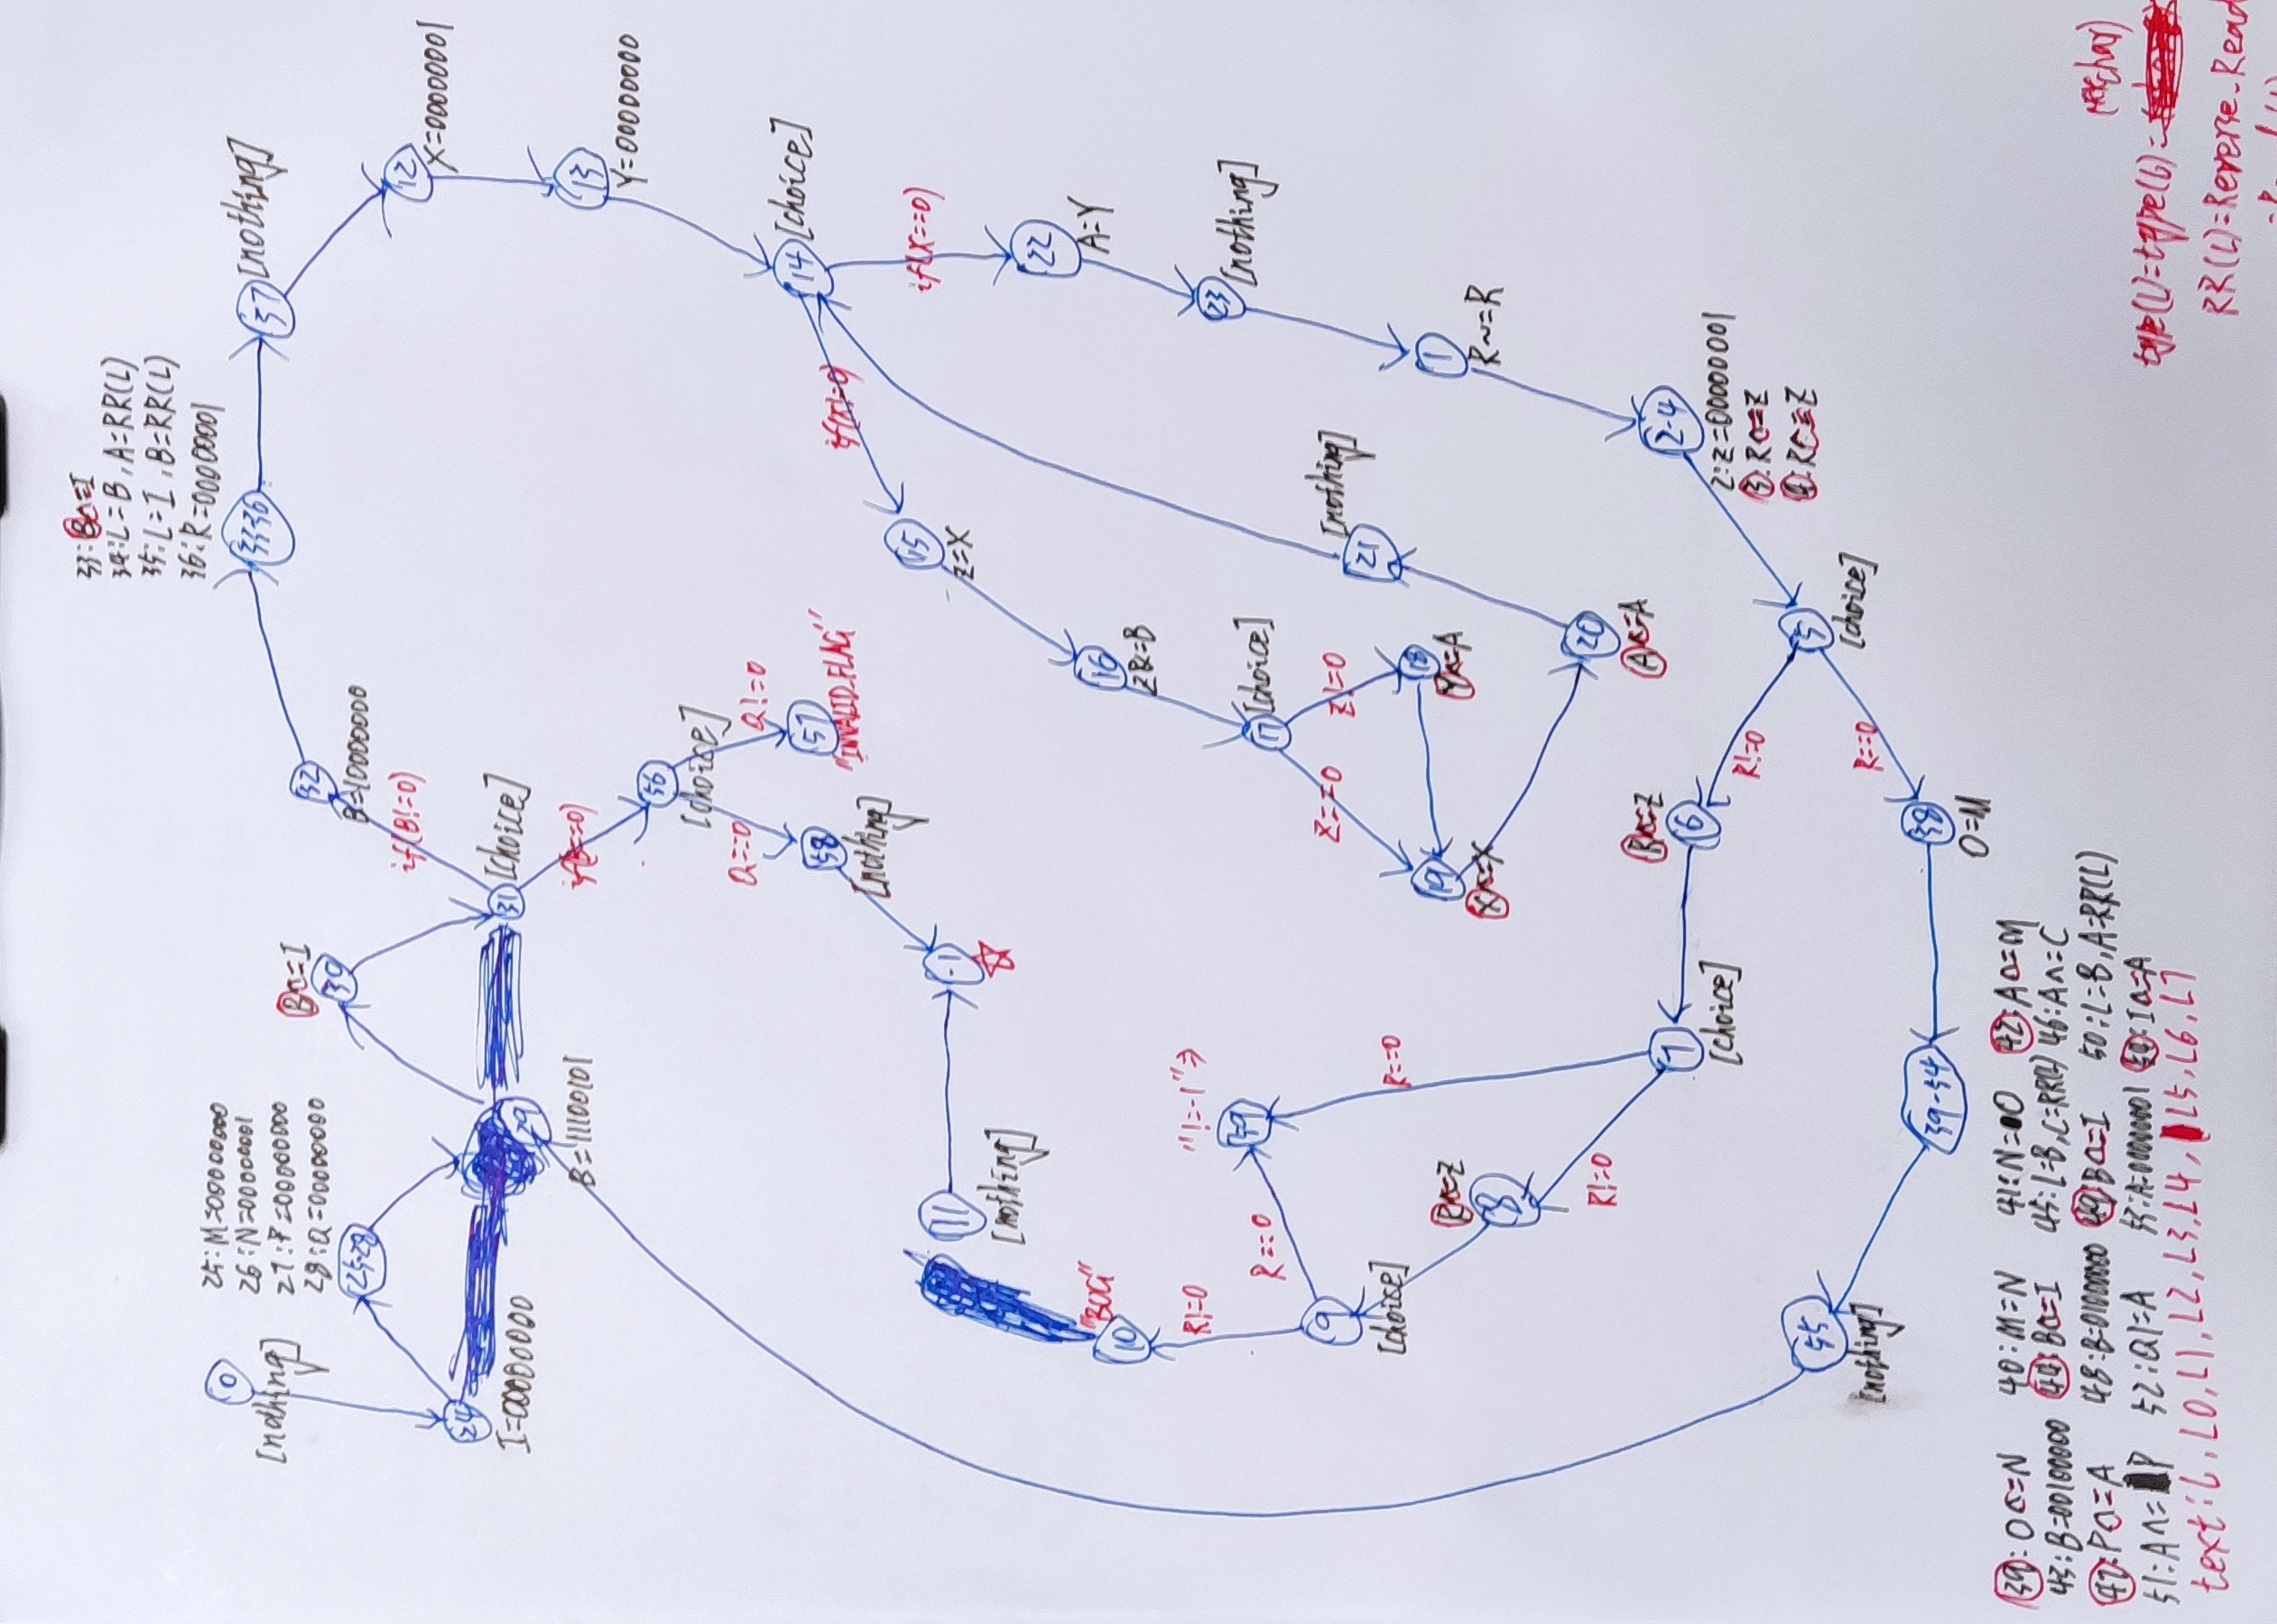 33: B^=I
34: L=B, A=RR(L)
35: L=I, B=RR(L)
36: R=00000001
0
[nothing]
25: M=00000000
26: N=00000001
27: P=00000000
28: Q=00000000
B^=I
33-36
37
[nothing]
25-28
30
32
B=10000000
if(B!=0)
12
X=00000001
24
I=00000000
29
B=11100101
31
[choice]
if(B==0)
13
Y=00000000
56
[choice]
Q==0
Q!=0
58
[nothing]
57
"INVALID_FLAG"
14
[choice]
if(X!=0)
if(X==0)
15
Z=X
11
[nothing]
-1
22
A=Y
10
"BOG"
16
Z&=B
R!=0
"!=-1"⇒
59
R==0
23
[nothing]
17
[choice]
9
[choice]
Z==0
Z!=0
21
[nothing]
R==0
19
X^=X
18
Y^=A
1
R~=R
R^=Z
8
R!=0
20
A^=A
7
[choice]
R^=Z
6
R!=0
2-4
2: Z=00000001
3: R^=Z
4: R^=Z
55
[nothing]
5
[choice]
R==0
39-54
38
O=M
39: O^=N 40: M=N 41: N=O 42: A^=M
43: B=00100000 44: B^=I 45: L=B, C=RR(L) 46: A^=C
47: P^=A 48: B=01000000 49: B^=I 50: L=B, A=RR(L)
51: A^=P 52: Q|=A 53: A=00000001 54: I^=A
text: L, L0, L1, L2, L3, L4, L5, L6, L7
type(L)=type(l)=
RR(L)=Reverse_Read